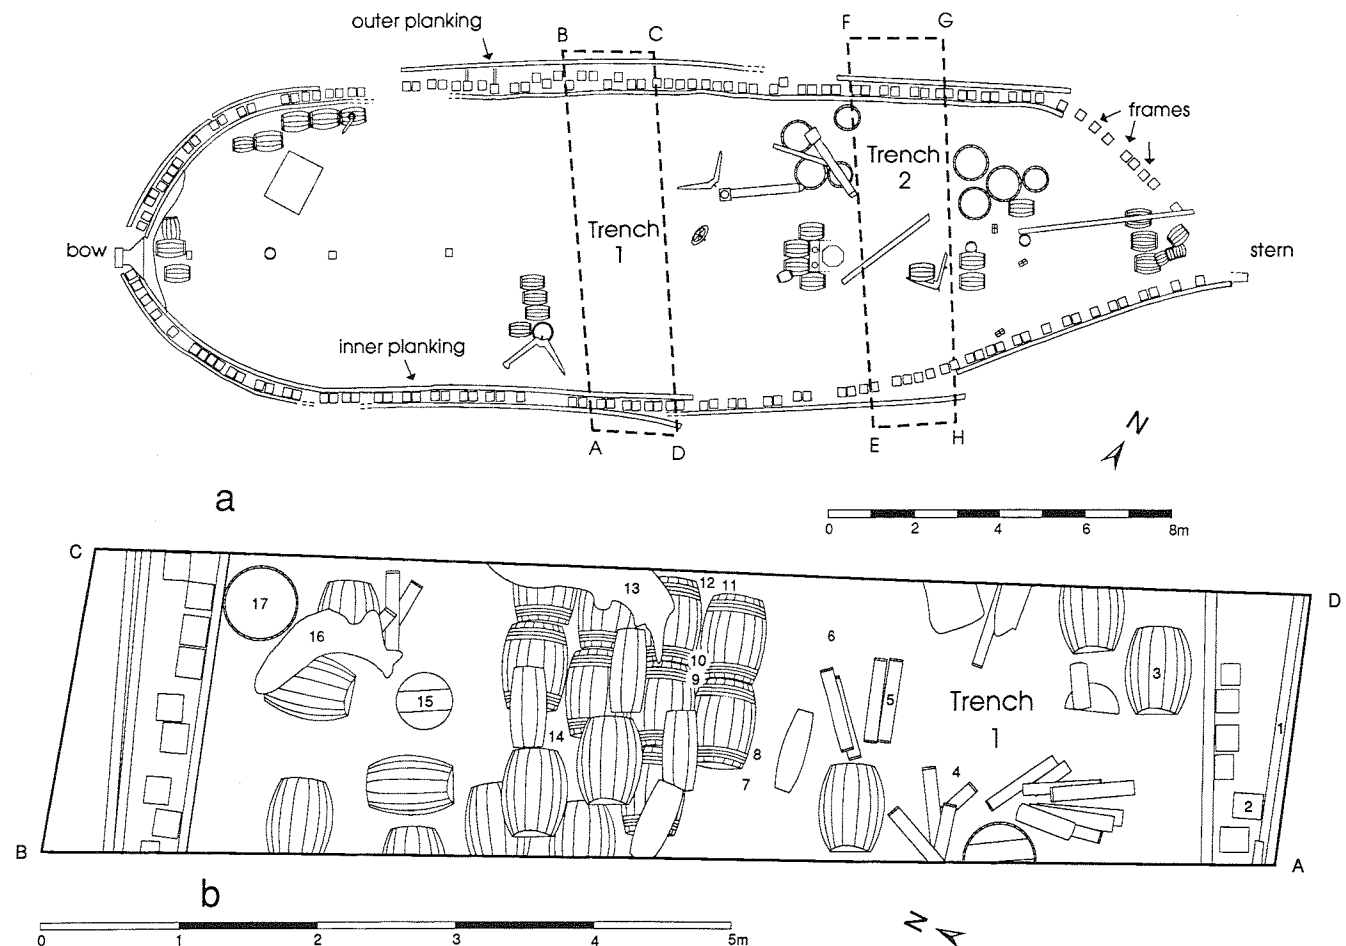 outer planking
B
C
F
G
frames
Trench
2
bow
Trench
1
stern
inner planking
A
D
E
H
N
a
0 2 4 6 8m
C
D
17
16
15
14
13
12
11
10
9
8
7
6
5
4
3
2
1
Trench
1
B
A
b
N
0 1 2 3 4 5m